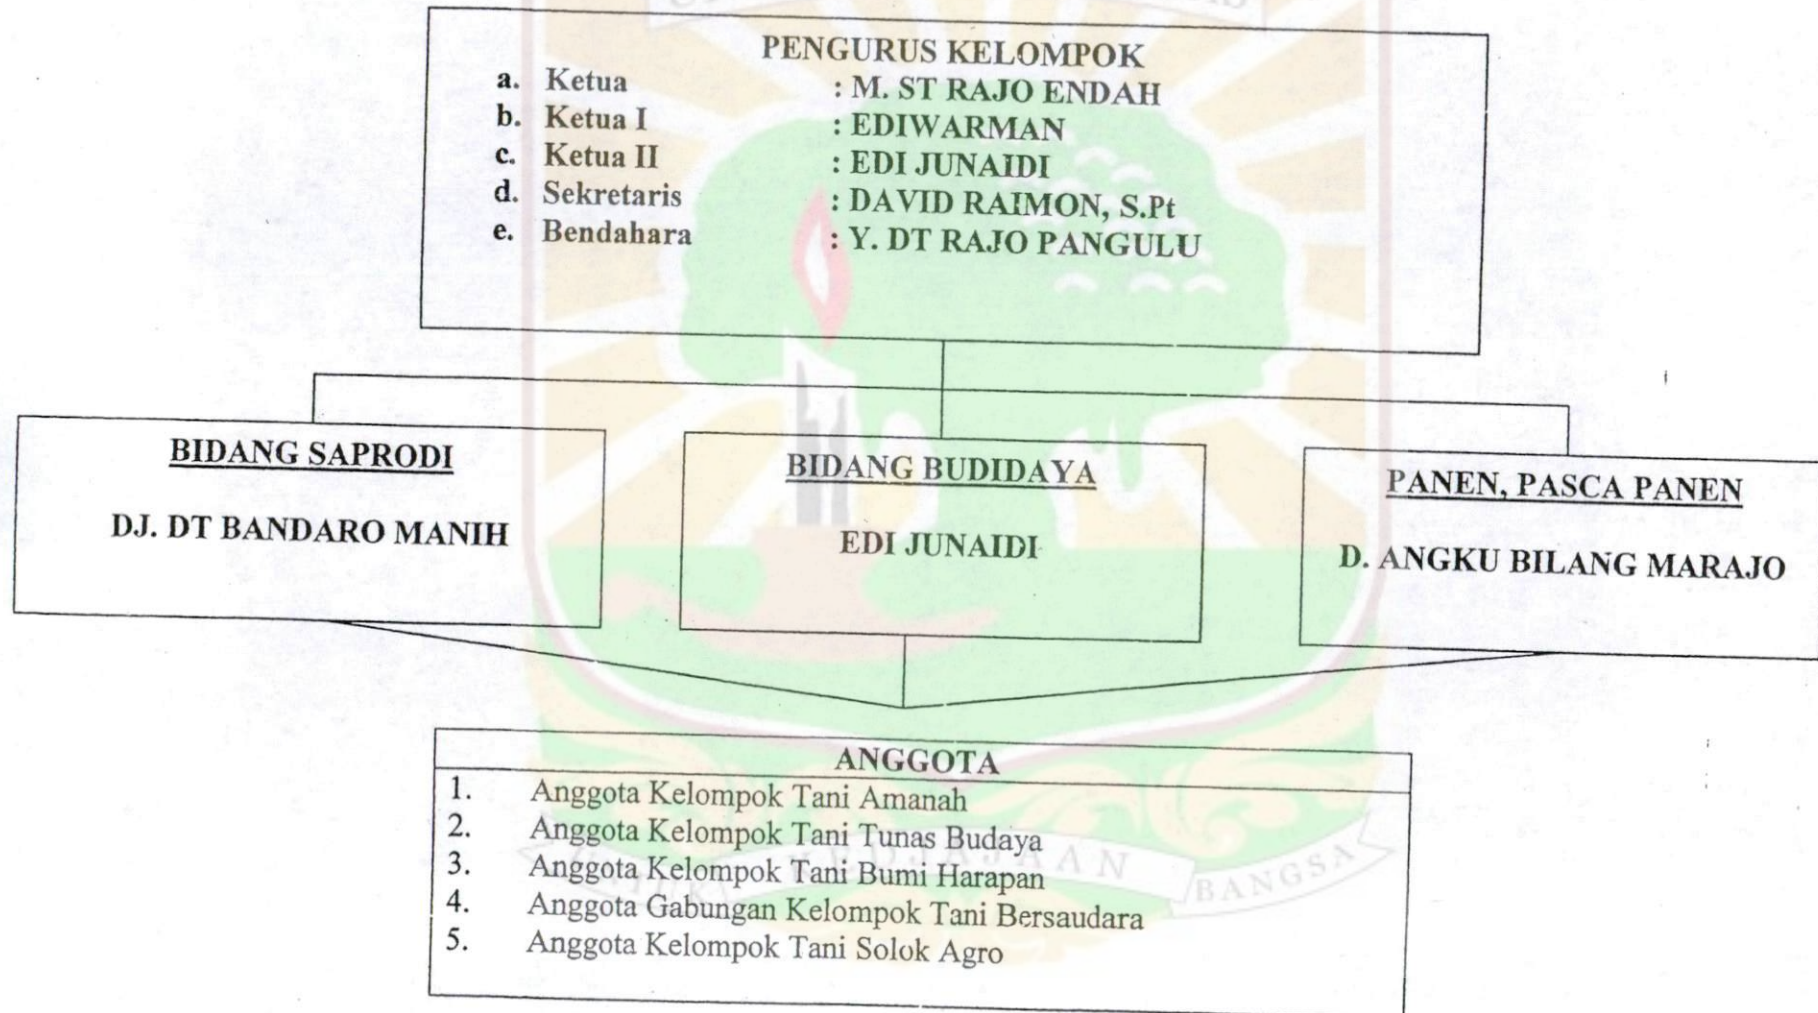 PENGURUS KELOMPOK
a. Ketua : M. ST RAJO ENDAH
b. Ketua I : EDIWARMAN
c. Ketua II : EDI JUNAIDI
d. Sekretaris : DAVID RAIMON, S.Pt
e. Bendahara : Y. DT RAJO PANGULU
BIDANG SAPRODI
DJ. DT BANDARO MANIH
BIDANG BUDIDAYA
EDI JUNAIDI
PANEN, PASCA PANEN
D. ANGKU BILANG MARAJO
ANGGOTA
1. Anggota Kelompok Tani Amanah
2. Anggota Kelompok Tani Tunas Budaya
3. Anggota Kelompok Tani Bumi Harapan
4. Anggota Gabungan Kelompok Tani Bersaudara
5. Anggota Kelompok Tani Solok Agro
UNTUK KEDJAJAAN BANGSA